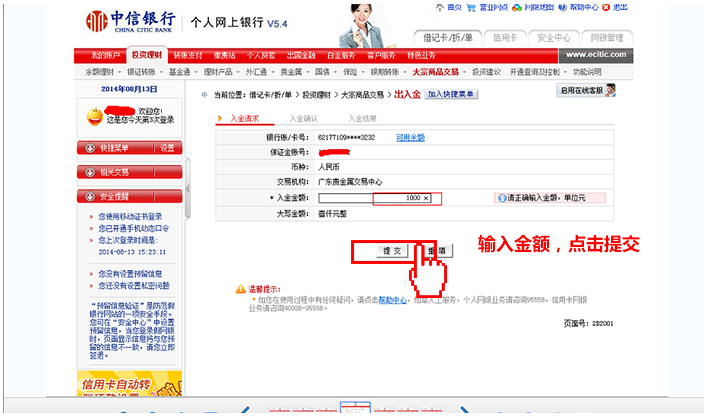 首页 营业网点 网银地图 帮助中心 退出
中信银行 CHINA CITIC BANK 个人网上银行 V5.4
借记卡/折/单 信用卡 安全中心 网银管理
我的账户 投资理财 转账支付 缴费站 个人贷款 出国金融 白金服务 客户服务 特色业务 www.ecitic.com
余额理财 银证转账 基金通 理财产品 外汇通 贵金属 国债 保险 银期转账 大宗商品交易 投资建议 开通查询及控制 功能说明
2014年08月13日
当前位置: 借记卡/折/单 > 投资理财 > 大宗商品交易 > 出入金 加入快捷菜单
启用在线客服
欢迎您!
这是您今天第3次登录
快捷菜单 设置
相关交易
安全提醒
您使用移动证书登录
您已开通手机动态口令
您上次登录时间是:
2014-08-13 15:23:11
您没有设置预留信息
您还没有设置私密问题
“预留信息验证”是防范假
银行网站的一项安全手段。
您可在“安全中心”中设置
预留信息，当您登录个网银
时，页面显示信息将与您预
留的信息不一致，请您立即
签退。
信用卡自动转
入金请求 入金确认 入金结果
银行账/卡号: 62177109****3232 可用余额
保证金账号:
币种: 人民币
交易机构: 广东贵金属交易中心
* 入金金额: 1000 × 请正确输入金额，单位元
大写金额: 壹仟元整
提 交 重 填
输入金额，点击提交
温馨提示:
* 如您在使用过程中有任何疑问，请点击帮助中心，个人网银业务请咨询95558，信用卡网银
业务请咨询40088-95558。
页面号: 2B2001